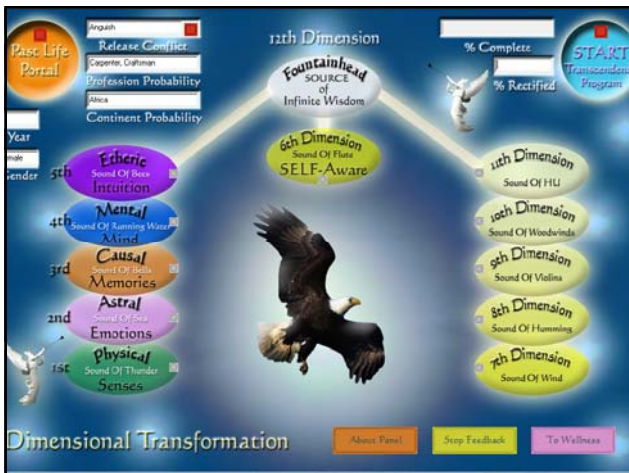 Past Life
Portal
Anguish
Release Conflict
Carpenter, Craftsman
Profession Probability
Africa
Continent Probability
Year
male
Gender
12th Dimension
Fountainhead
SOURCE
of
Infinite Wisdom
6th Dimension
Sound Of Flute
SELF-Aware
% Complete
% Rectified
START
Transcendent
Program
5th
Etheric
Sound Of Bees
Intuition
4th
Mental
Sound Of Running Water
Mind
3rd
Causal
Sound Of Bells
Memories
2nd
Astral
Sound Of Sea
Emotions
1st
Physical
Sound Of Thunder
Senses
11th Dimension
Sound Of HU
10th Dimension
Sound Of Woodwinds
9th Dimension
Sound Of Violins
8th Dimension
Sound Of Humming
7th Dimension
Sound Of Wind
Dimensional Transformation
About Panel
Stop Feedback
To Wellness